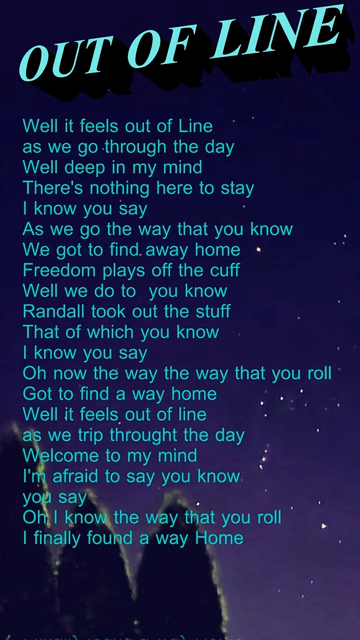 OUT OF LINE
Well it feels out of Line
as we go through the day
Well deep in my mind
There's nothing here to stay
I know you say
As we go the way that you know
We got to find away home
Freedom plays off the cuff
Well we do to you know
Randall took out the stuff
That of which you know
I know you say
Oh now the way the way that you roll
Got to find a way home
Well it feels out of line
as we trip throught the day
Welcome to my mind
I'm afraid to say you know
you say
Oh I know the way that you roll
I finally found a way Home